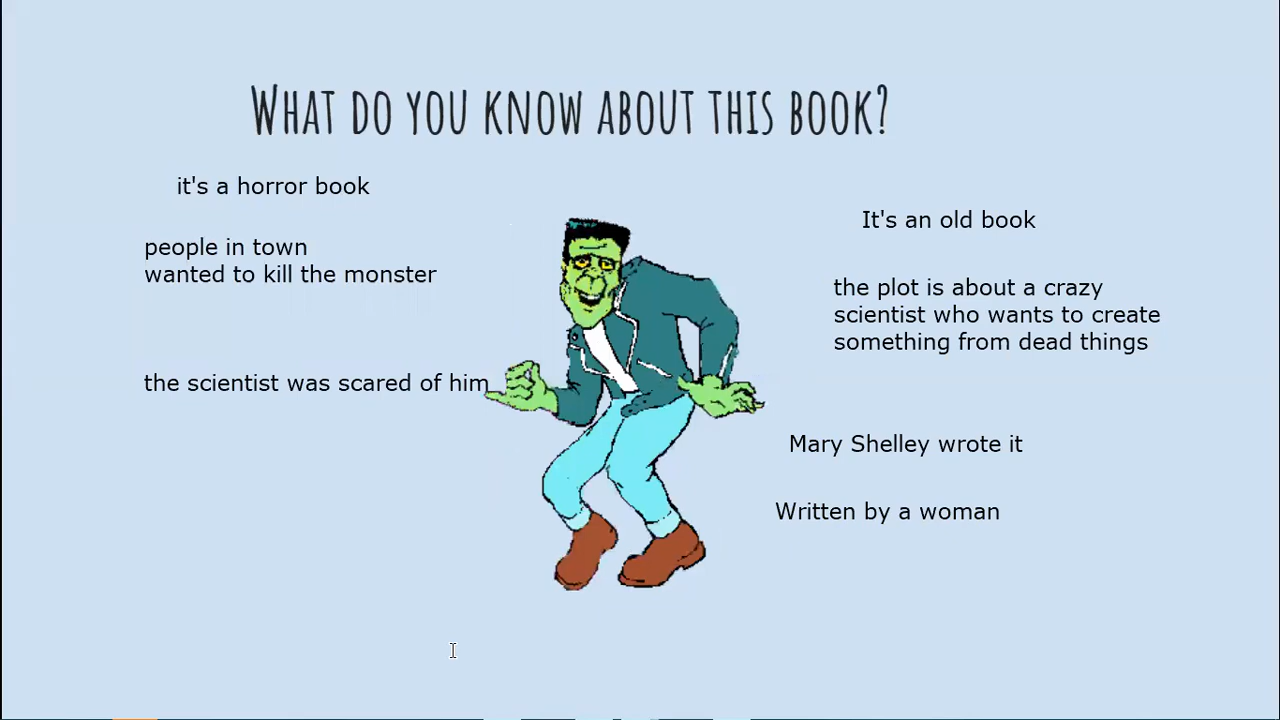 WHAT DO YOU KNOW ABOUT THIS BOOK?
it's a horror book
people in town
wanted to kill the monster
the scientist was scared of him
It's an old book
the plot is about a crazy
scientist who wants to create
something from dead things
Mary Shelley wrote it
Written by a woman